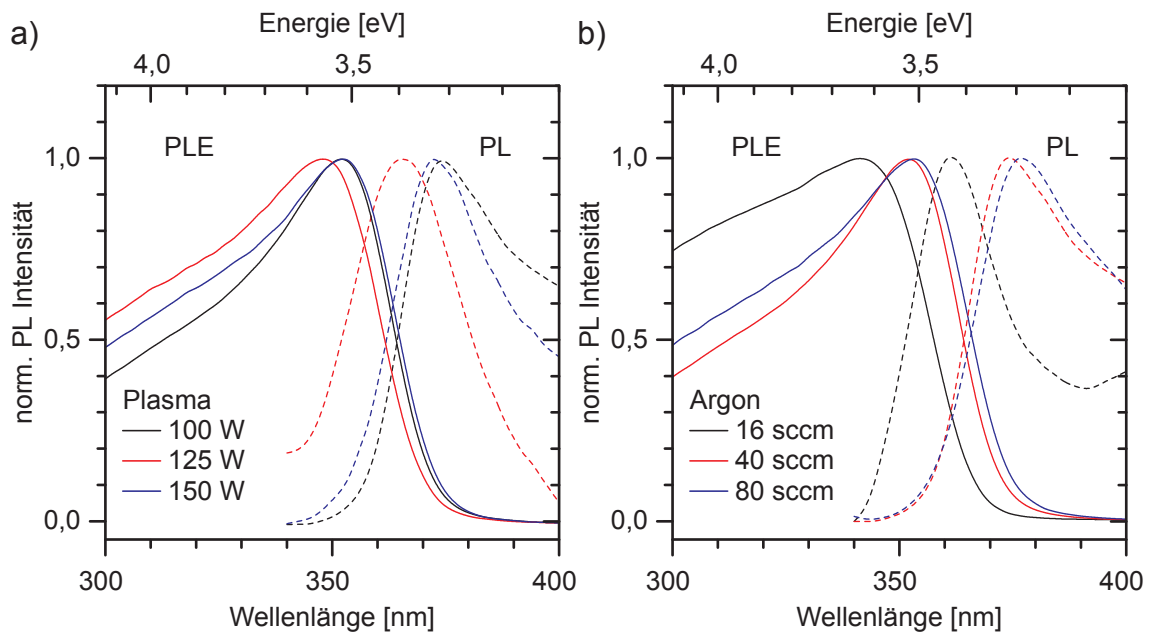 a)
Energie [eV]
4,0 3,5
norm. PL Intensität
1,0
0,5
0,0
PLE PL
Plasma
100 W
125 W
150 W
300 350 400
Wellenlänge [nm]
b)
Energie [eV]
4,0 3,5
norm. PL Intensität
1,0
0,5
0,0
PLE PL
Argon
16 sccm
40 sccm
80 sccm
300 350 400
Wellenlänge [nm]